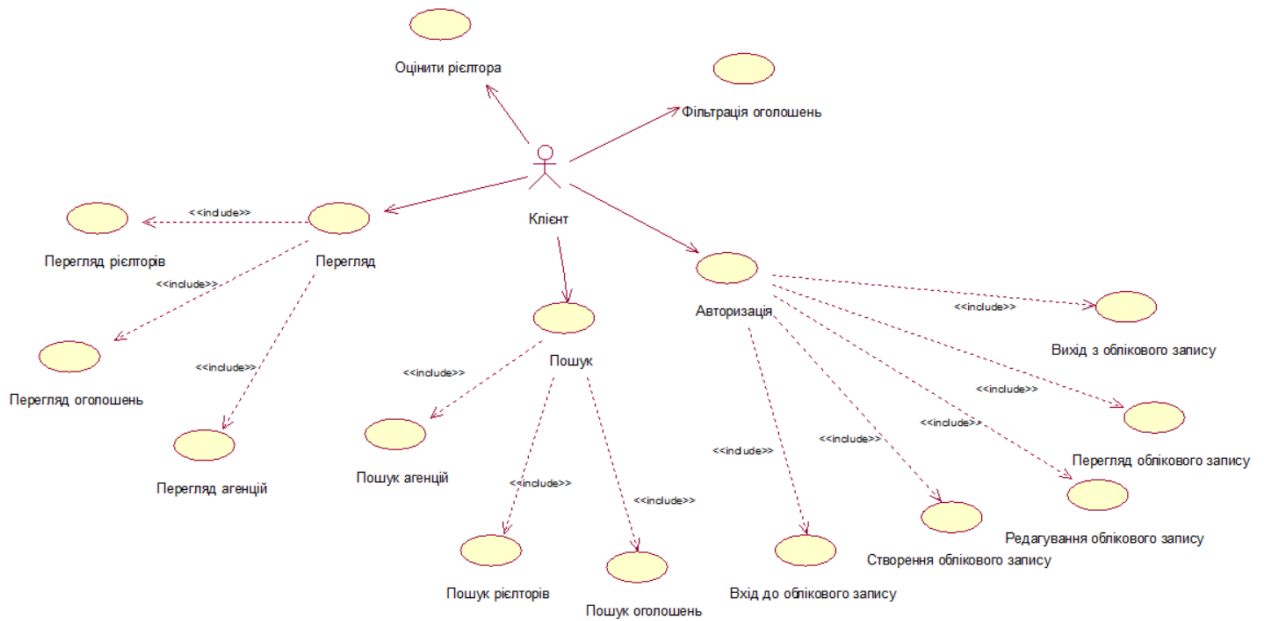 Оцінити рієлтора
Фільтрація оголошень
Клієнт
<<include>>
Перегляд рієлторів
Перегляд
<<include>>
Авторизація
<<include>>
Вихід з облікового запису
Пошук
<<include>>
<<include>>
<<include>>
Перегляд оголошень
<<include>>
<<include>>
Перегляд облікового запису
<<include>>
Пошук агенцій
Перегляд агенцій
<<include>>
<<include>>
<<include>>
Редагування облікового запису
Створення облікового запису
Пошук рієлторів
Вхід до облікового запису
Пошук оголошень